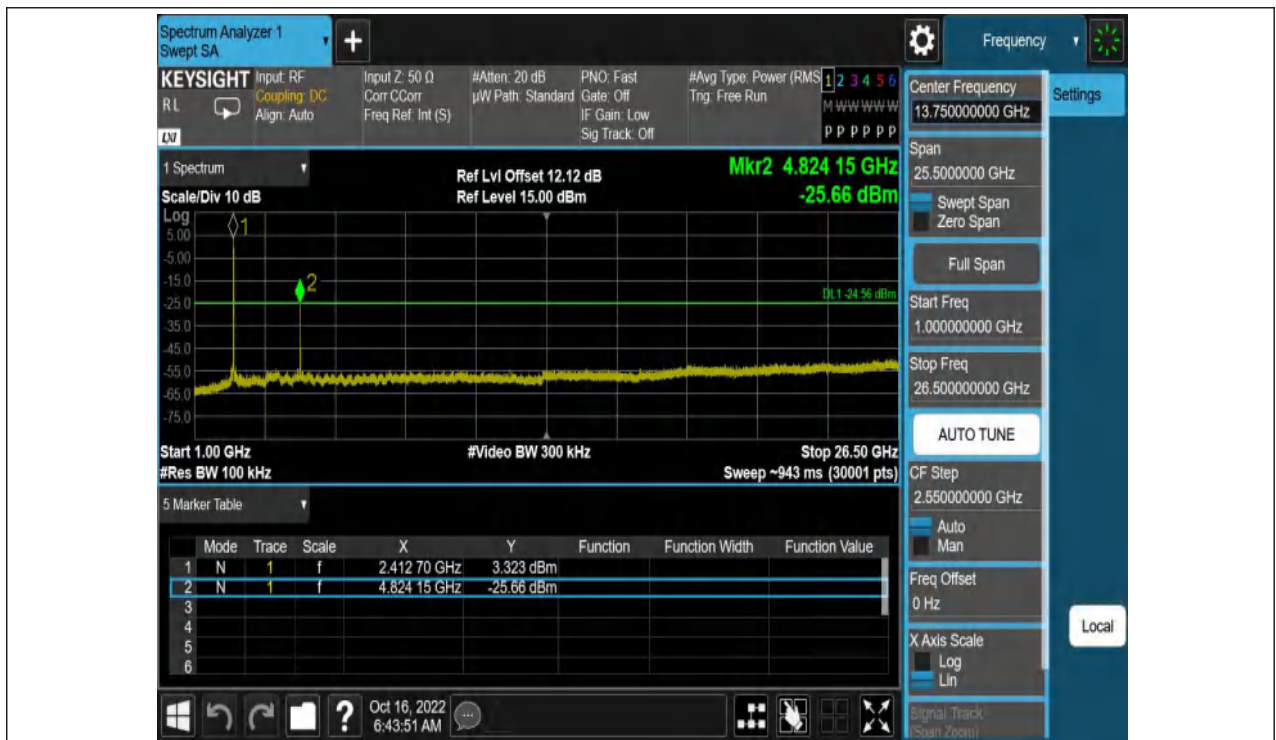 Spectrum Analyzer 1
Swept SA
Frequency
KEYSIGHT
RL
LXI
Input: RF
Coupling: DC
Align: Auto
Input Z: 50 Ω
Corr CCorr
Freq Ref: Int (S)
#Atten: 20 dB
µW Path: Standard
PNO: Fast
Gate: Off
IF Gain: Low
Sig Track: Off
#Avg Type: Power (RMS
Trig: Free Run
1 2 3 4 5 6
M W W W W W
P P P P P P
1 Spectrum
Scale/Div 10 dB
Ref Lvl Offset 12.12 dB
Ref Level 15.00 dBm
Mkr2 4.824 15 GHz
-25.66 dBm
Log
5.00
-5.00
-15.0
-25.0
-35.0
-45.0
-55.0
-65.0
-75.0
1
2
DL1 -24.56 dBm
Start 1.00 GHz
#Video BW 300 kHz
Stop 26.50 GHz
#Res BW 100 kHz
Sweep ~943 ms (30001 pts)
5 Marker Table
Mode Trace Scale X Y Function Function Width Function Value
1 N 1 f 2.412 70 GHz 3.323 dBm
2 N 1 f 4.824 15 GHz -25.66 dBm
3
4
5
6
?
Oct 16, 2022
6:43:51 AM
Center Frequency
13.750000000 GHz
Span
25.5000000 GHz
Swept Span
Zero Span
Full Span
Start Freq
1.000000000 GHz
Stop Freq
26.500000000 GHz
AUTO TUNE
CF Step
2.550000000 GHz
Auto
Man
Freq Offset
0 Hz
X Axis Scale
Log
Lin
Signal Track
(Span Zoom)
Settings
Local